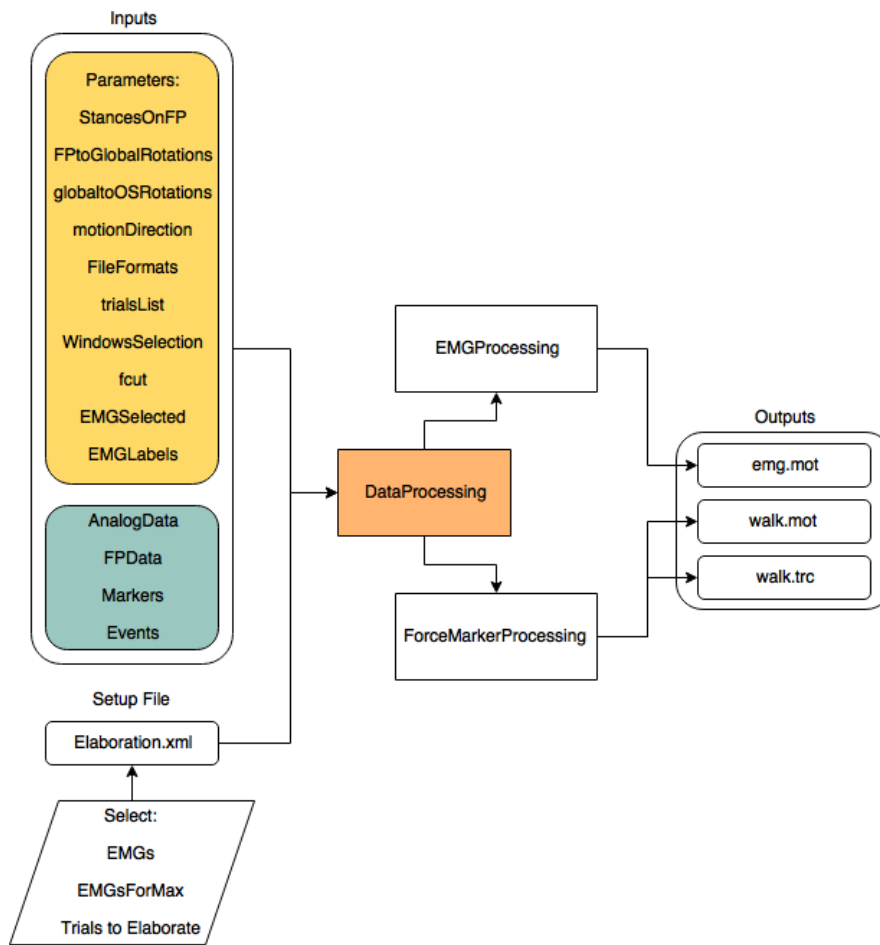 Inputs
Parameters:
StancesOnFP
FPtoGlobalRotations
globaltoOSRotations
motionDirection
FileFormats
trialsList
WindowsSelection
fcut
EMGSelected
EMGLabels
AnalogData
FPData
Markers
Events
Setup File
Elaboration.xml
Select:
EMGs
EMGsForMax
Trials to Elaborate
DataProcessing
EMGProcessing
ForceMarkerProcessing
Outputs
emg.mot
walk.mot
walk.trc